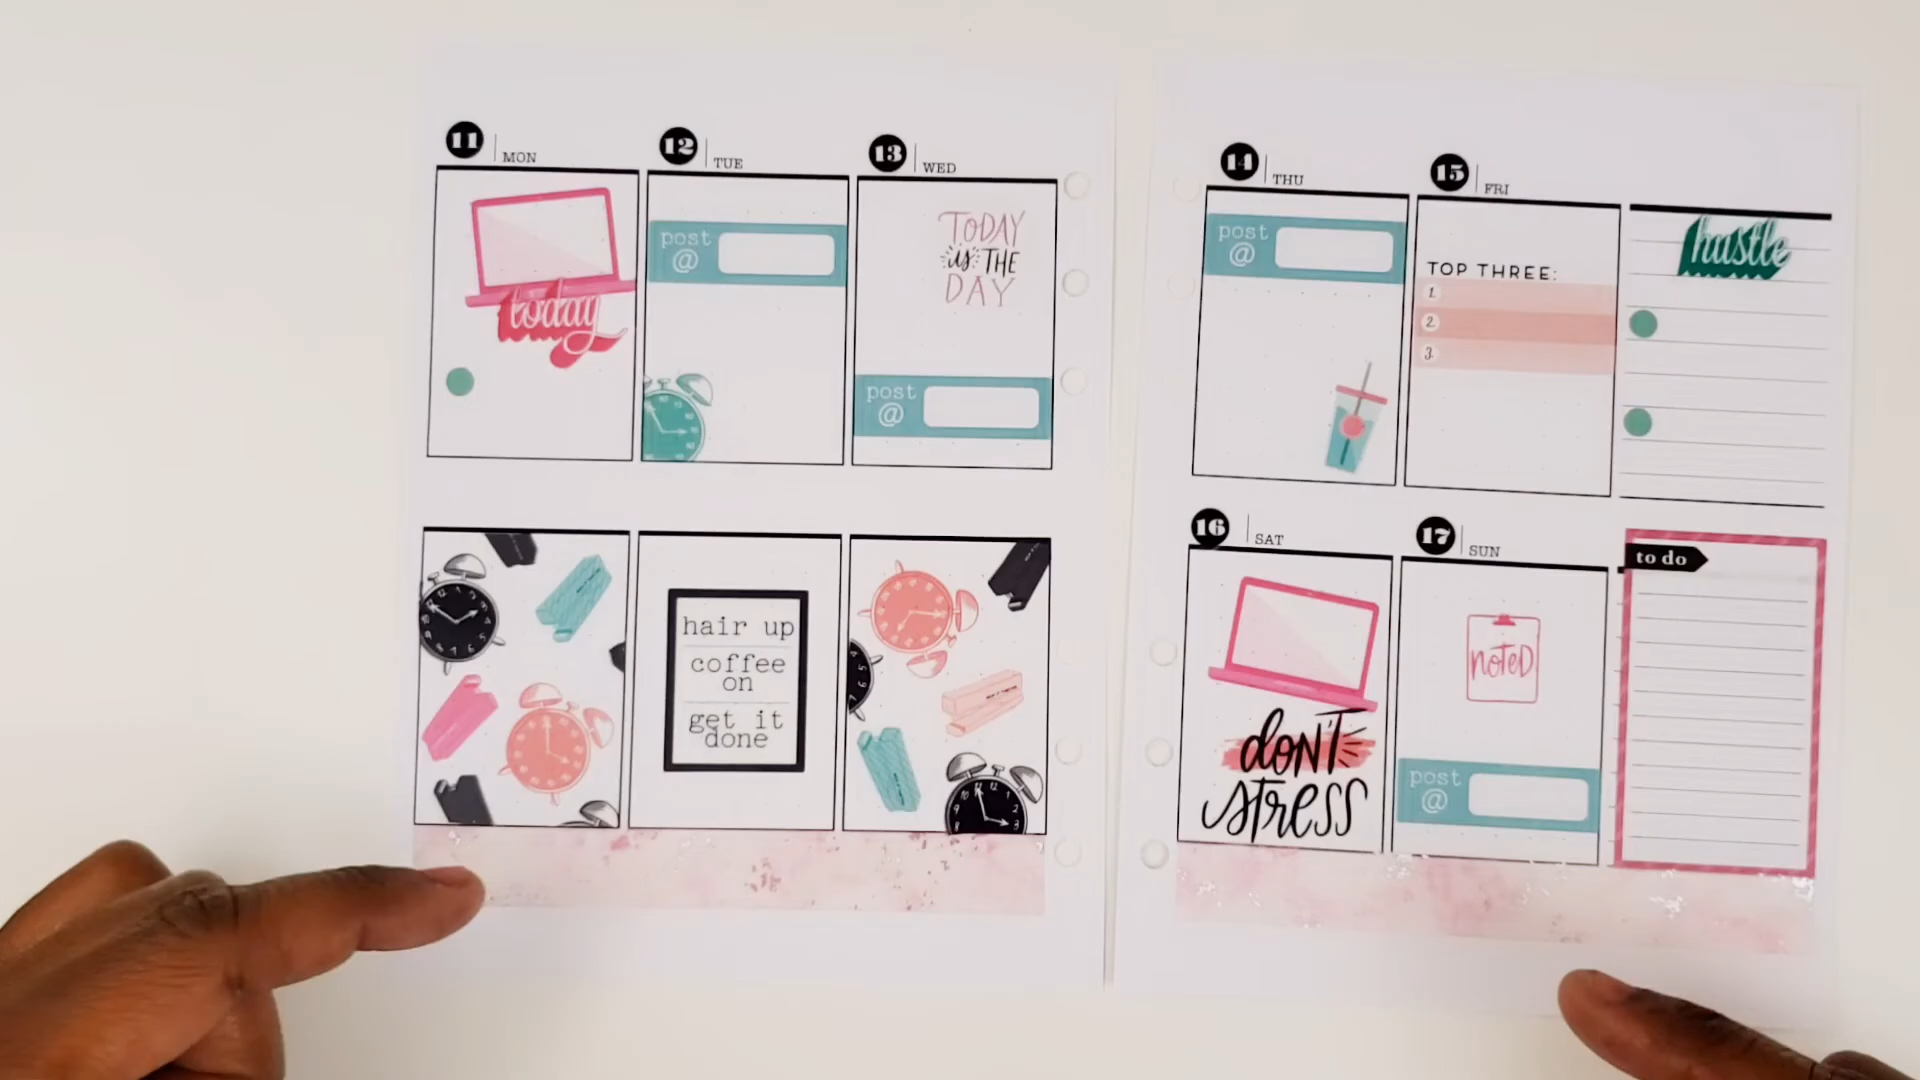 11 MON
today
12 TUE
post
@
13 WED
TODAY
is THE
DAY
post
@
hair up
coffee
on
get it
done
14 THU
post
@
15 FRI
TOP THREE:
1.
2.
3.
hustle
16 SAT
DON'T
STRESS
17 SUN
NOTED
post
@
to do